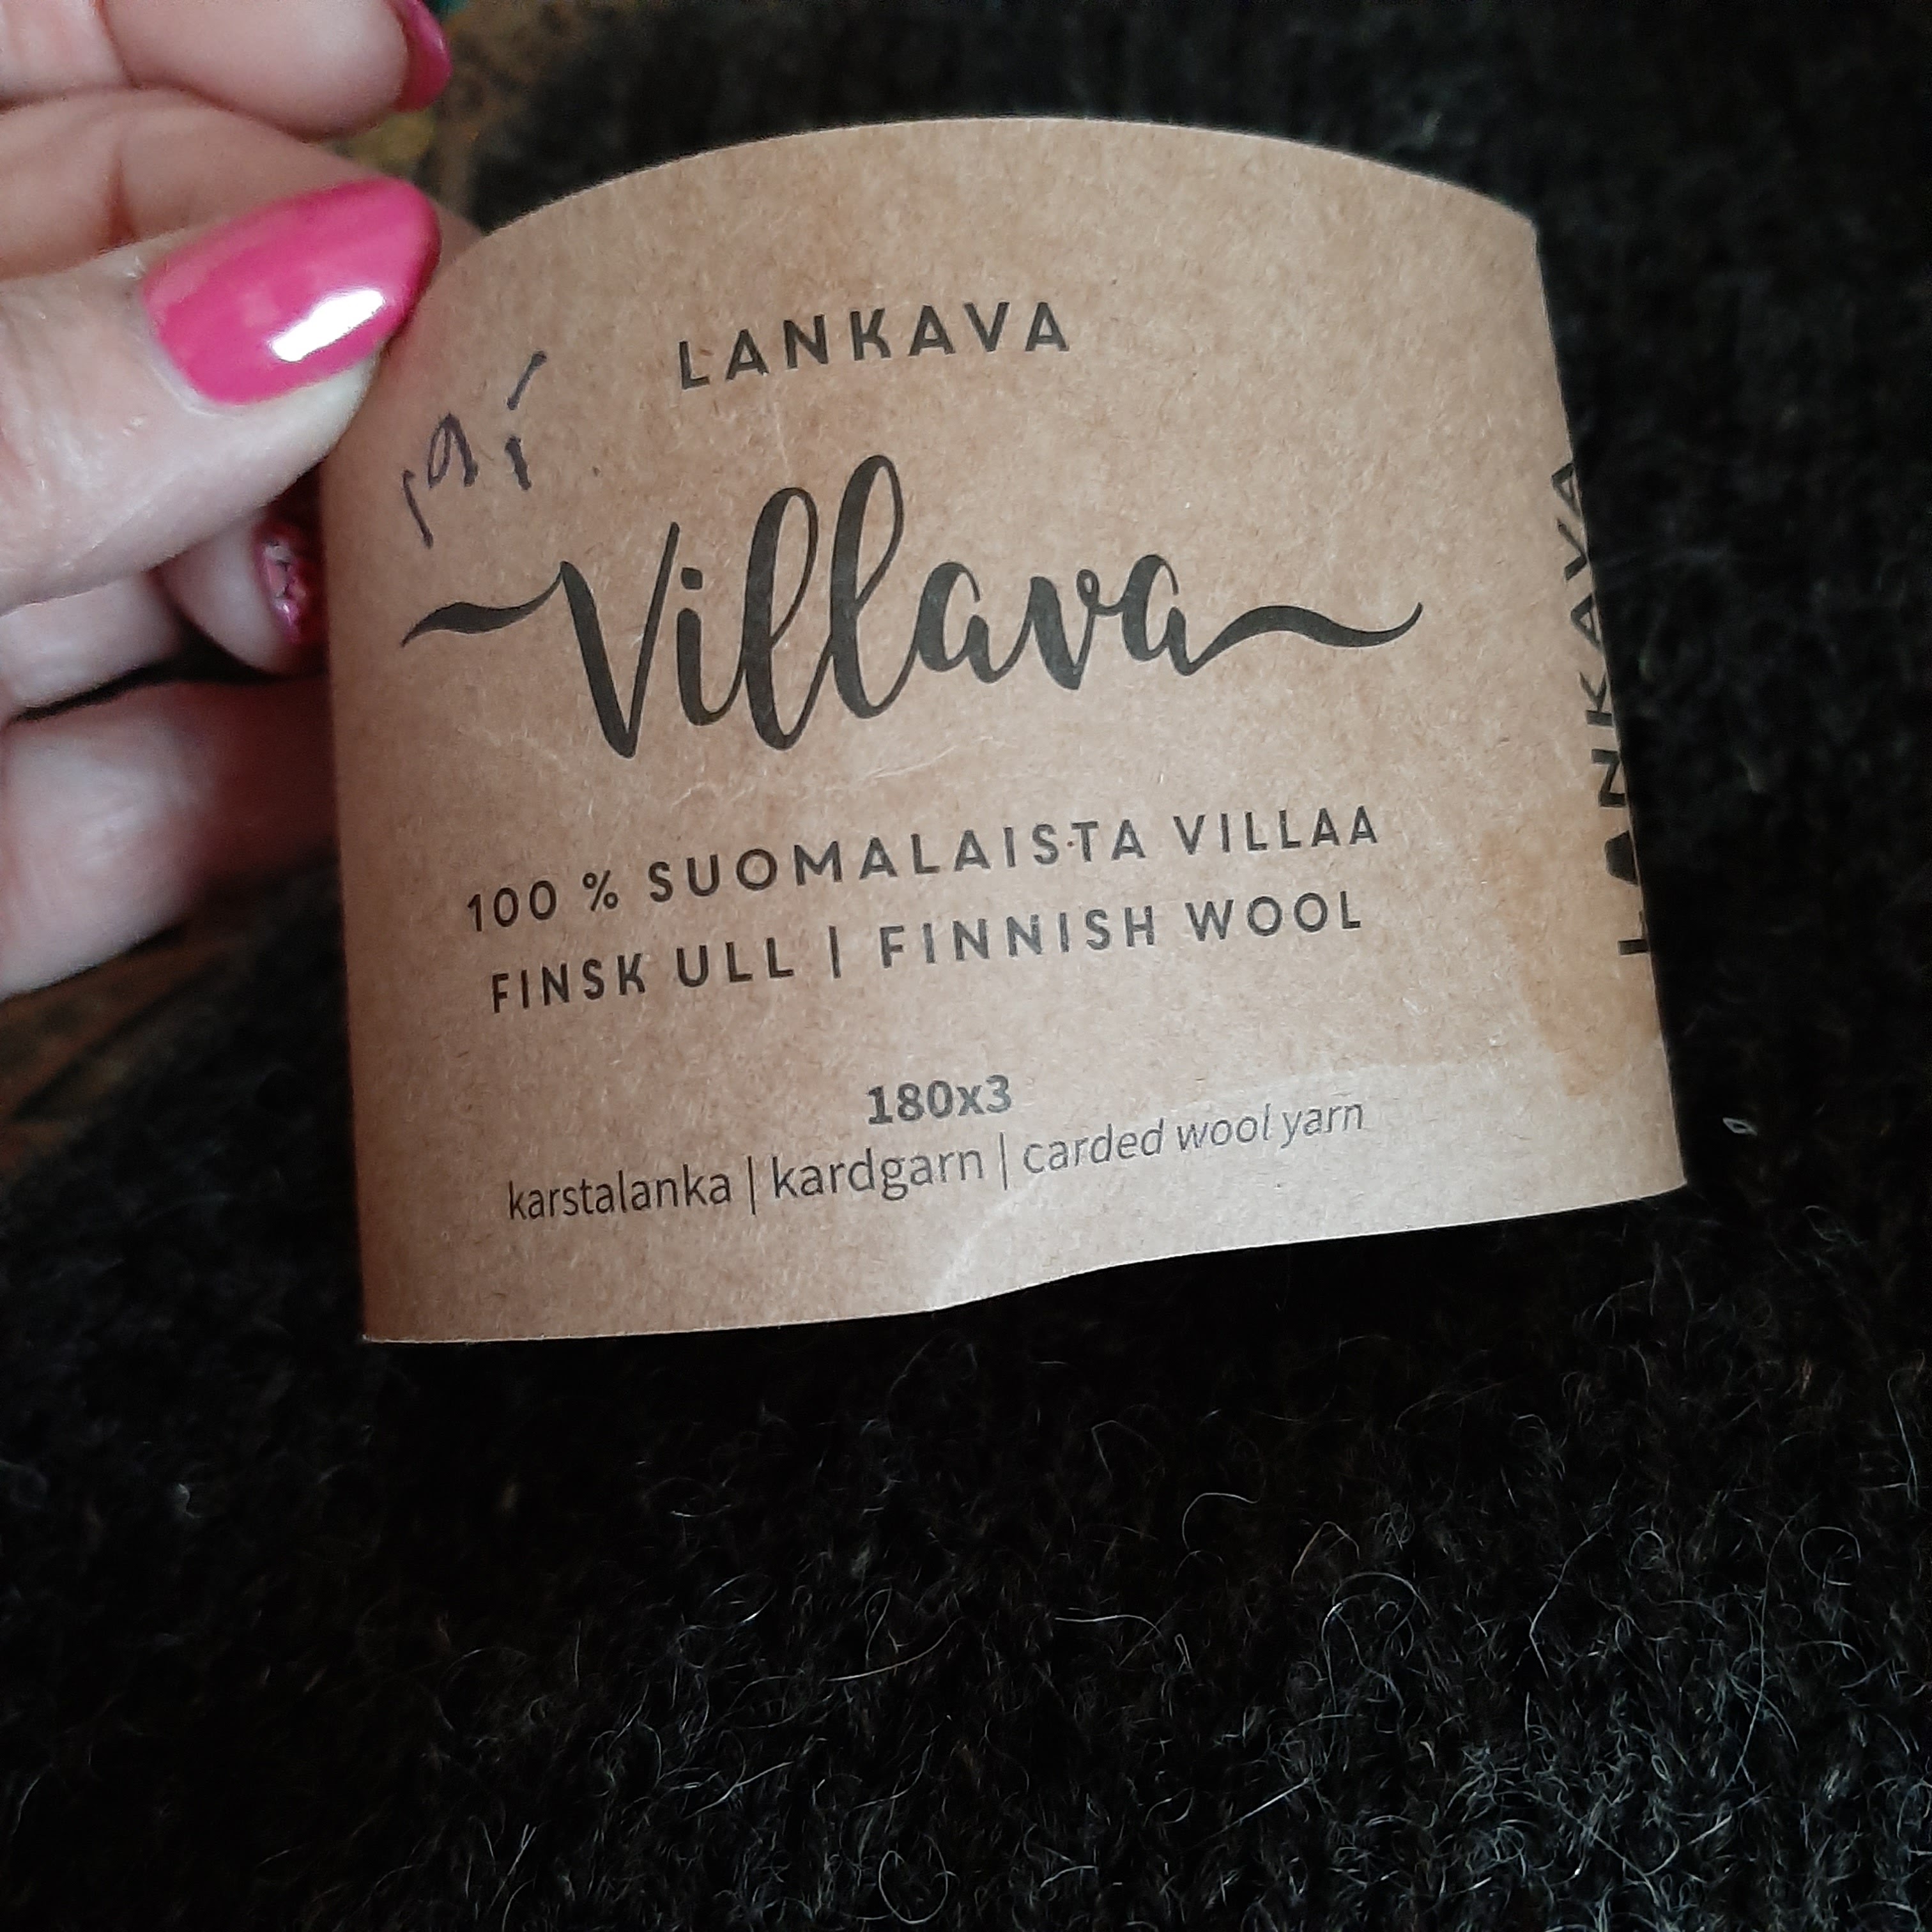 LANKAVA
Villava
100 % SUOMALAISTA VILLAA
FINSK ULL | FINNISH WOOL
180x3
karstalanka | kardgarn | carded wool yarn
LANKAVA